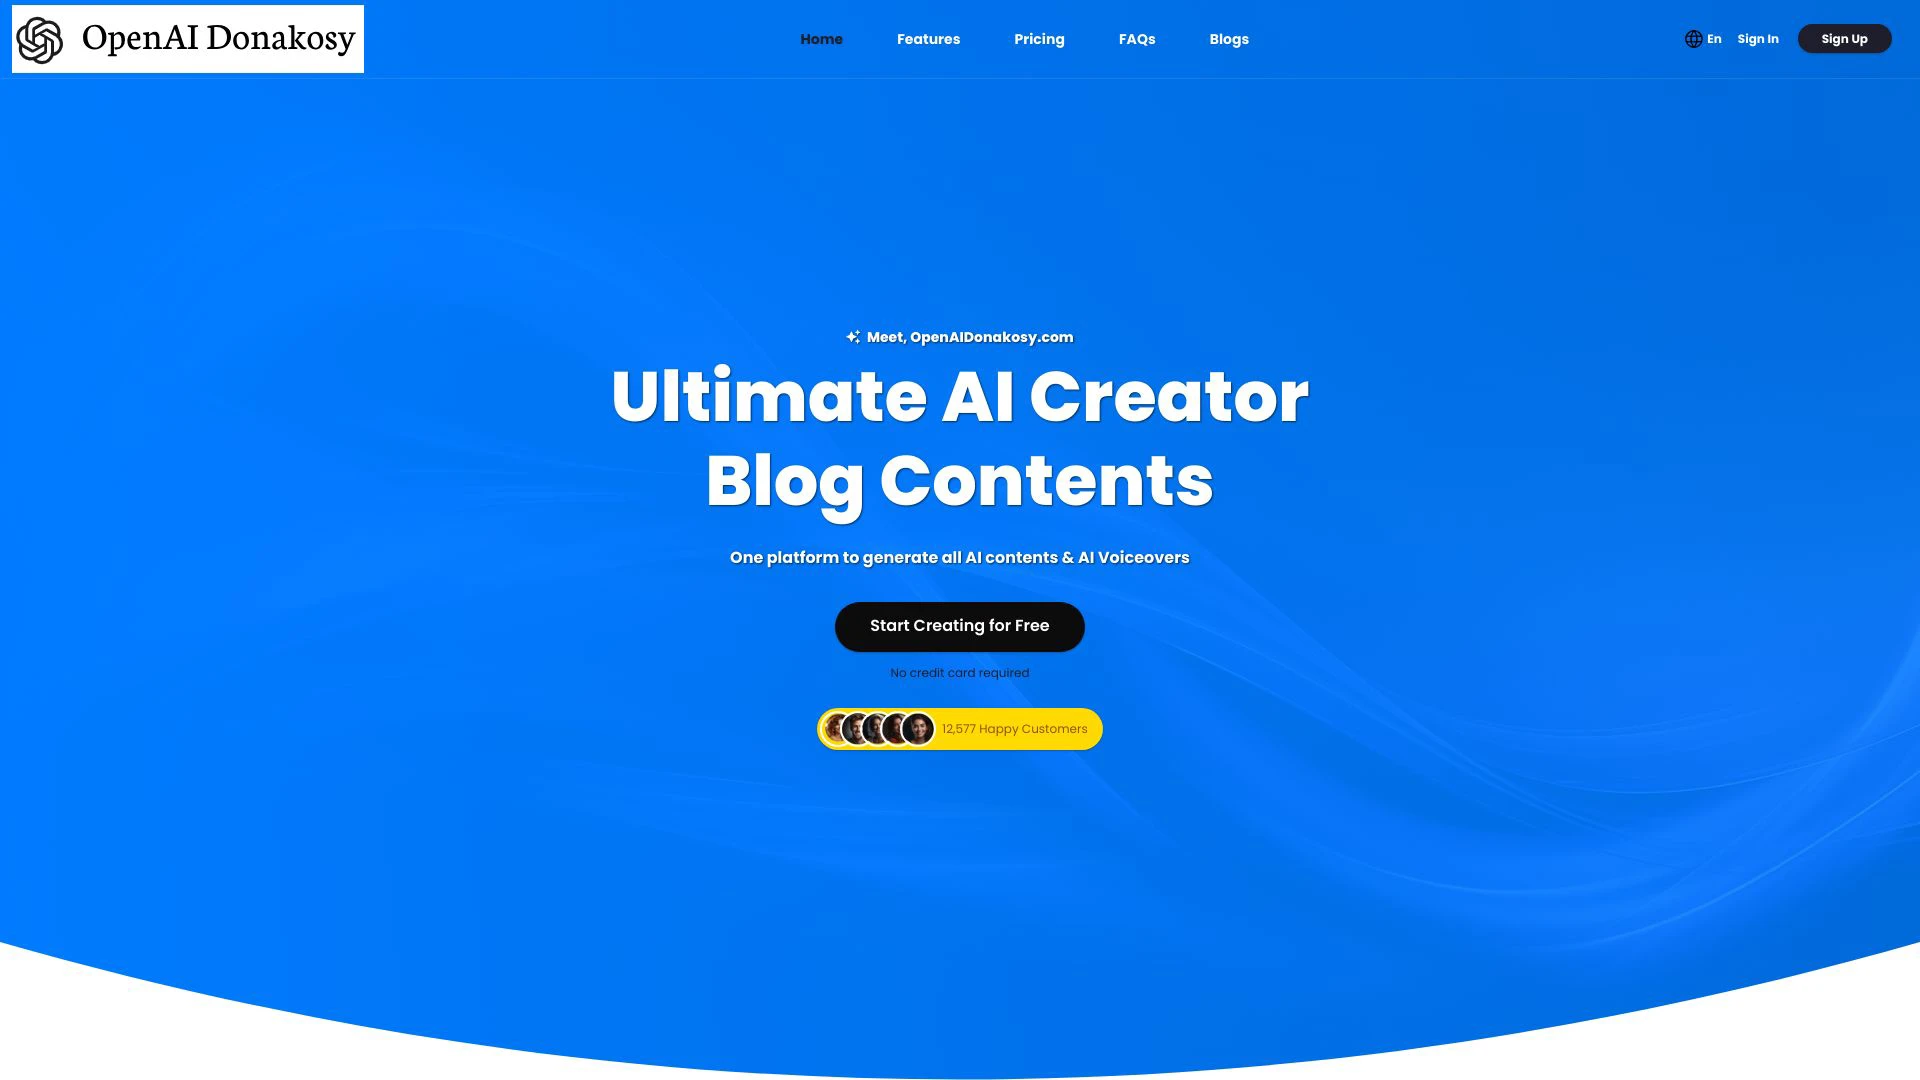 OpenAI Donakosy
Home
Features
Pricing
FAQs
Blogs
En
Sign In
Sign Up
Meet, OpenAIDonakosy.com
Ultimate AI Creator
Blog Contents
One platform to generate all AI contents & AI Voiceovers
Start Creating for Free
No credit card required
12,577 Happy Customers